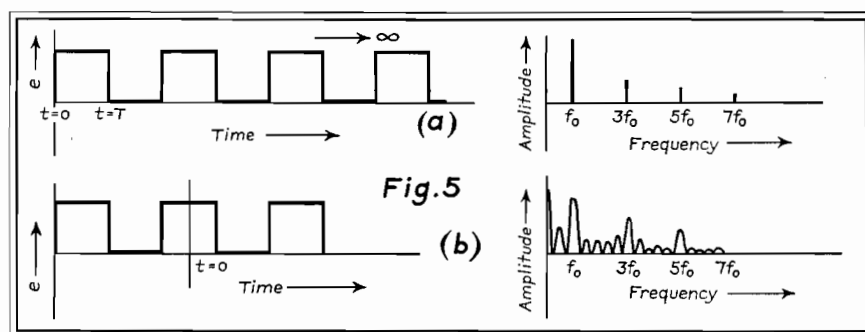 → ∞
e
t=0
t=T
Time
(a)
Amplitude
f₀
3f₀
5f₀
7f₀
Frequency
Fig.5
e
t=0
Time
(b)
Amplitude
f₀
3f₀
5f₀
7f₀
Frequency